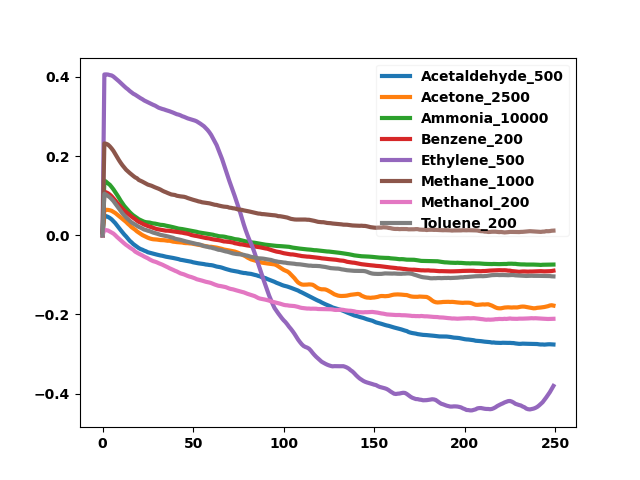 0.4
0.2
0.0
−0.2
−0.4
0
50
100
150
200
250
Acetaldehyde_500
Acetone_2500
Ammonia_10000
Benzene_200
Ethylene_500
Methane_1000
Methanol_200
Toluene_200